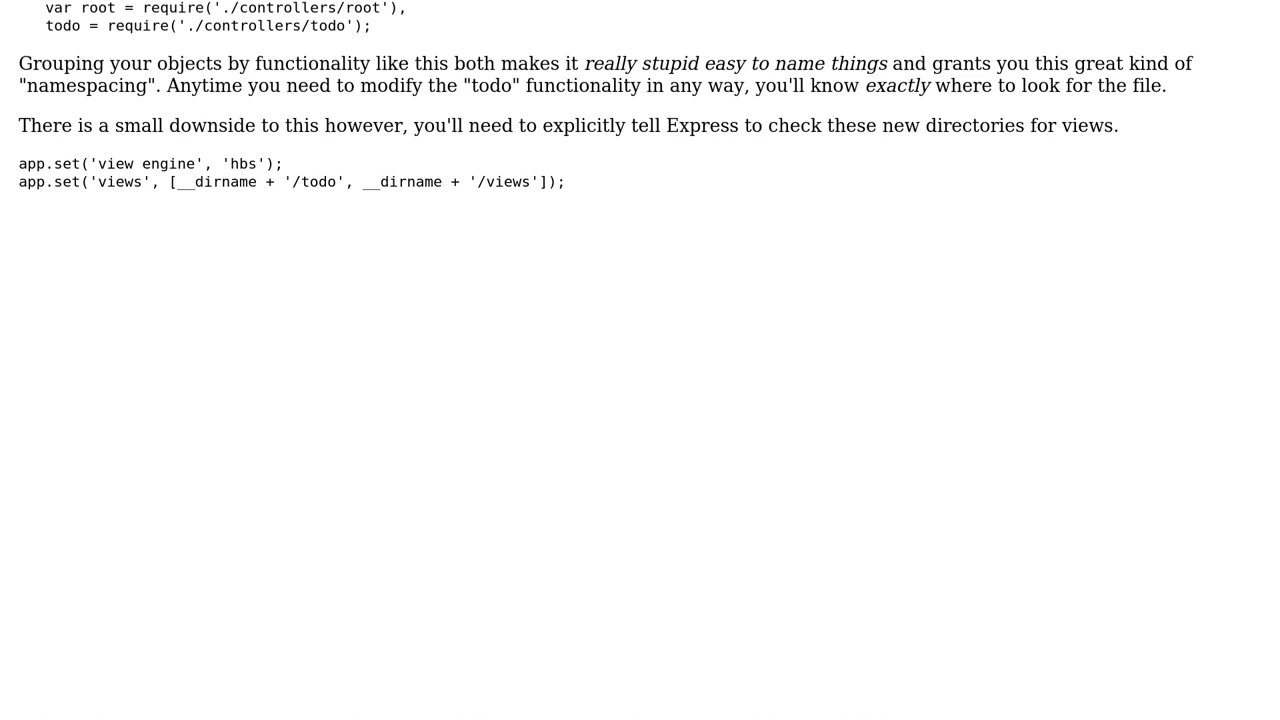 var root = require('./controllers/root'),
todo = require('./controllers/todo');
Grouping your objects by functionality like this both makes it really stupid easy to name things and grants you this great kind of
"namespacing". Anytime you need to modify the "todo" functionality in any way, you'll know exactly where to look for the file.
There is a small downside to this however, you'll need to explicitly tell Express to check these new directories for views.
app.set('view engine', 'hbs');
app.set('views', [__dirname + '/todo', __dirname + '/views']);